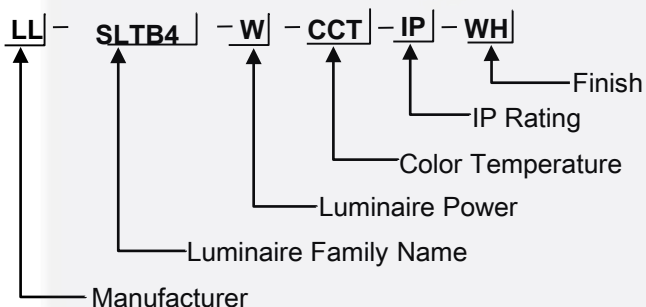 LL - SLTB4 - W - CCT - IP - WH
Finish
IP Rating
Color Temperature
Luminaire Power
Luminaire Family Name
Manufacturer